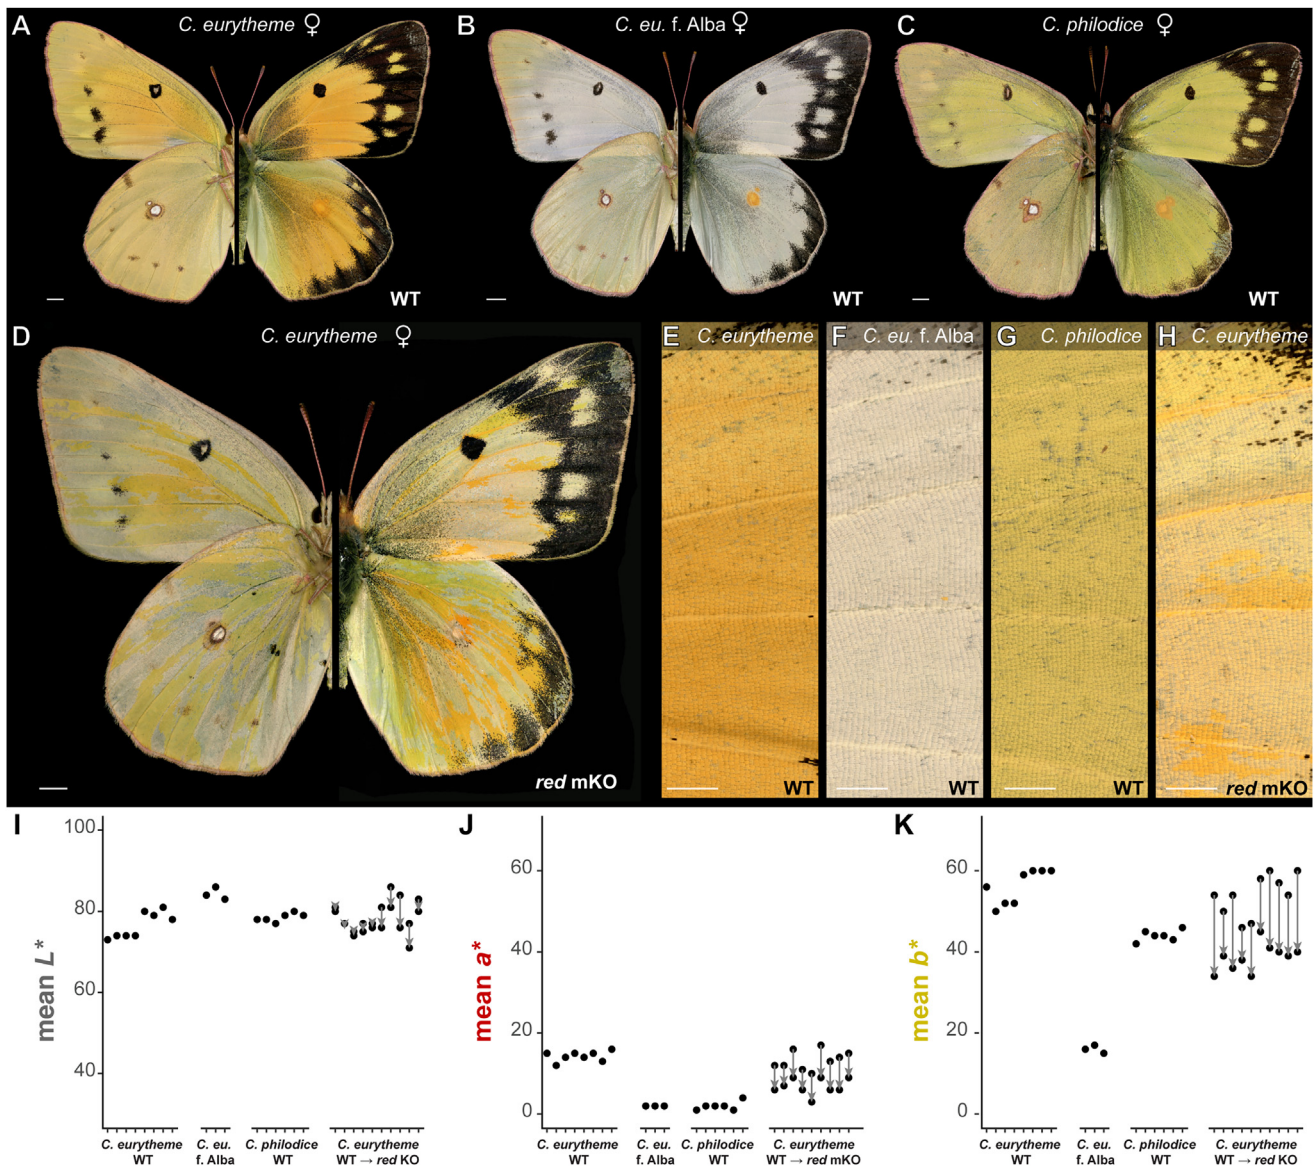 A
C. eurytheme ♀
WT
B
C. eu. f. Alba ♀
WT
C
C. philodice ♀
WT
D
C. eurytheme ♀
red mKO
E
C. eurytheme
WT
F
C. eu. f. Alba
WT
G
C. philodice
WT
H
C. eurytheme
red mKO
I
mean L*
100
80
60
40
C. eurytheme
WT
C. eu.
f. Alba
C. philodice
WT
C. eurytheme
WT → red KO
J
mean a*
60
40
20
0
C. eurytheme
WT
C. eu.
f. Alba
C. philodice
WT
C. eurytheme
WT → red mKO
K
mean b*
60
40
20
0
C. eurytheme
WT
C. eu.
f. Alba
C. philodice
WT
C. eurytheme
WT → red KO